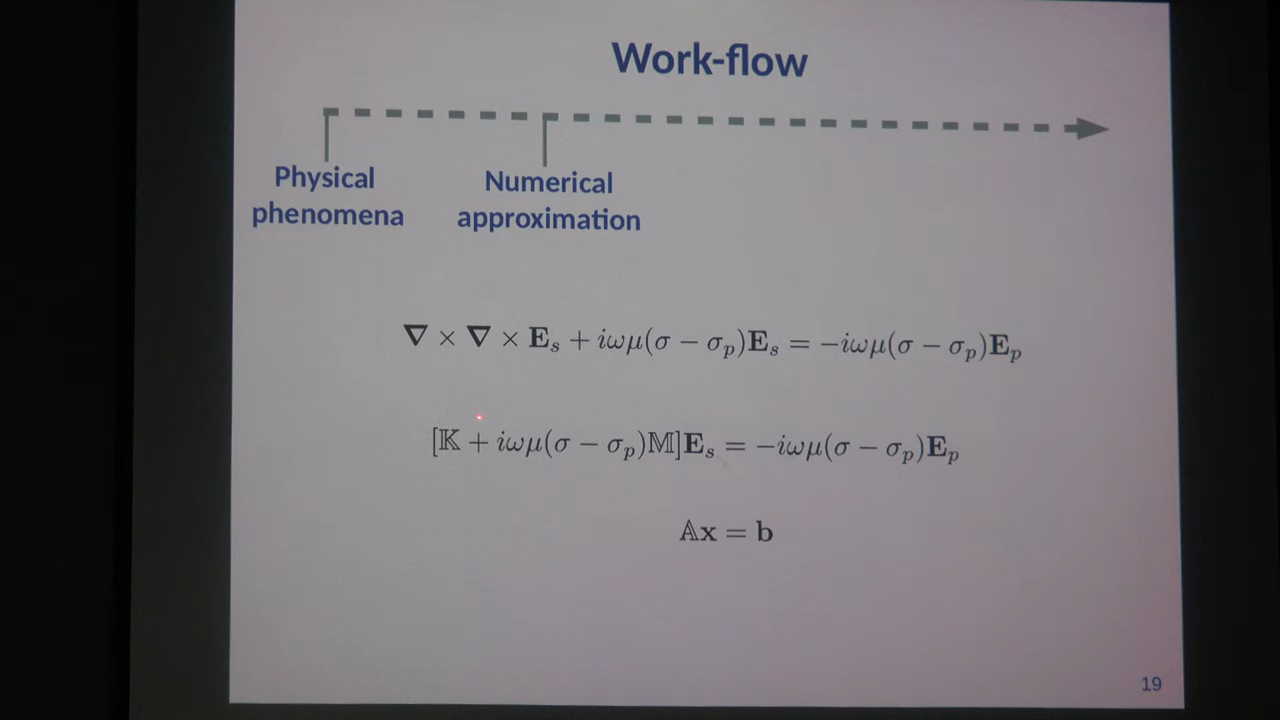 Work-flow
Physical phenomena
Numerical approximation
∇ × ∇ × Eₛ + iωμ(σ − σₚ)Eₛ = −iωμ(σ − σₚ)Eₚ
[𝕂 + iωμ(σ − σₚ)𝕄]Eₛ = −iωμ(σ − σₚ)Eₚ
𝔸x = b
19